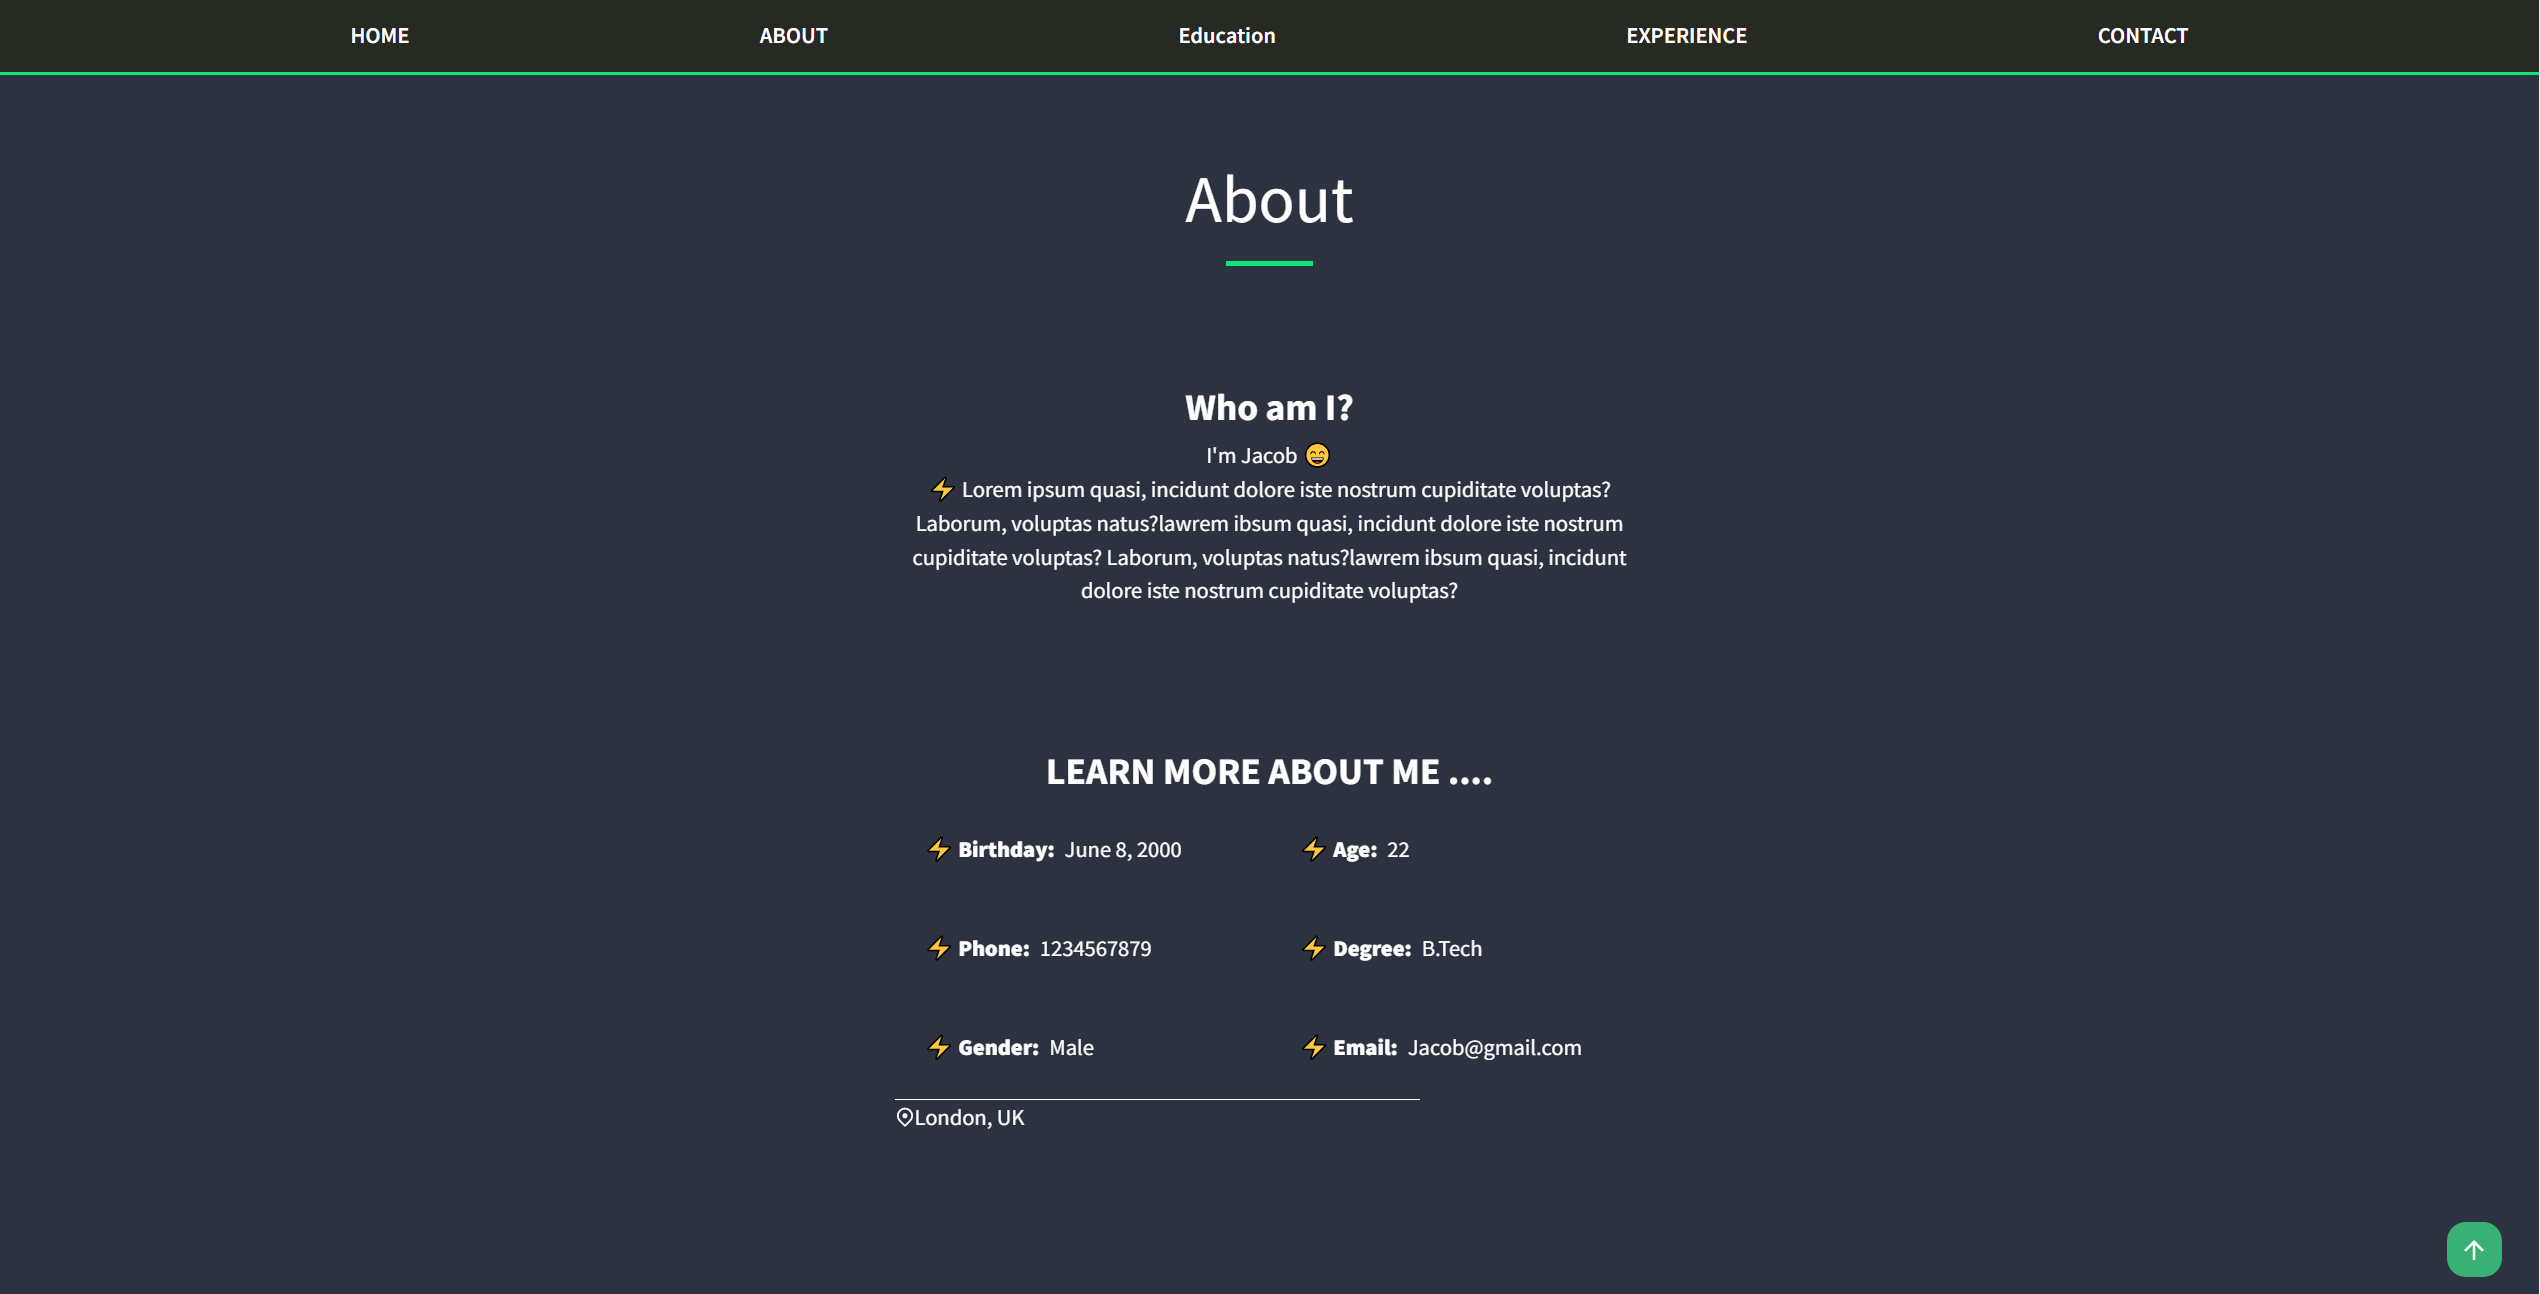 HOME ABOUT Education EXPERIENCE CONTACT
About
Who am I?
I'm Jacob 😄
⚡ Lorem ipsum quasi, incidunt dolore iste nostrum cupiditate voluptas?
Laborum, voluptas natus?lawrem ibsum quasi, incidunt dolore iste nostrum
cupiditate voluptas? Laborum, voluptas natus?lawrem ibsum quasi, incidunt
dolore iste nostrum cupiditate voluptas?
LEARN MORE ABOUT ME ....
⚡ Birthday: June 8, 2000 ⚡ Age: 22
⚡ Phone: 1234567879 ⚡ Degree: B.Tech
⚡ Gender: Male ⚡ Email: Jacob@gmail.com
London, UK